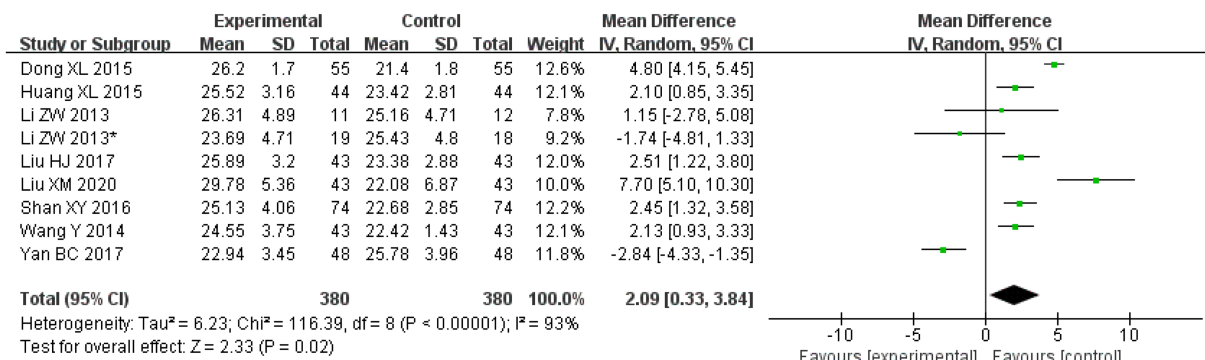 Experimental Control Mean Difference Mean Difference
Study or Subgroup Mean SD Total Mean SD Total Weight IV, Random, 95% CI IV, Random, 95% CI
Dong XL 2015 26.2 1.7 55 21.4 1.8 55 12.6% 4.80 [4.15, 5.45]
Huang XL 2015 25.52 3.16 44 23.42 2.81 44 12.1% 2.10 [0.85, 3.35]
Li ZW 2013 26.31 4.89 11 25.16 4.71 12 7.8% 1.15 [-2.78, 5.08]
Li ZW 2013* 23.69 4.71 19 25.43 4.8 18 9.2% -1.74 [-4.81, 1.33]
Liu HJ 2017 25.89 3.2 43 23.38 2.88 43 12.0% 2.51 [1.22, 3.80]
Liu XM 2020 29.78 5.36 43 22.08 6.87 43 10.0% 7.70 [5.10, 10.30]
Shan XY 2016 25.13 4.06 74 22.68 2.85 74 12.2% 2.45 [1.32, 3.58]
Wang Y 2014 24.55 3.75 43 22.42 1.43 43 12.1% 2.13 [0.93, 3.33]
Yan BC 2017 22.94 3.45 48 25.78 3.96 48 11.8% -2.84 [-4.33, -1.35]
Total (95% CI) 380 380 100.0% 2.09 [0.33, 3.84]
Heterogeneity: Tau² = 6.23; Chi² = 116.39, df = 8 (P < 0.00001); I² = 93%
Test for overall effect: Z = 2.33 (P = 0.02)
-10 -5 0 5 10
Favours [experimental] Favours [control]